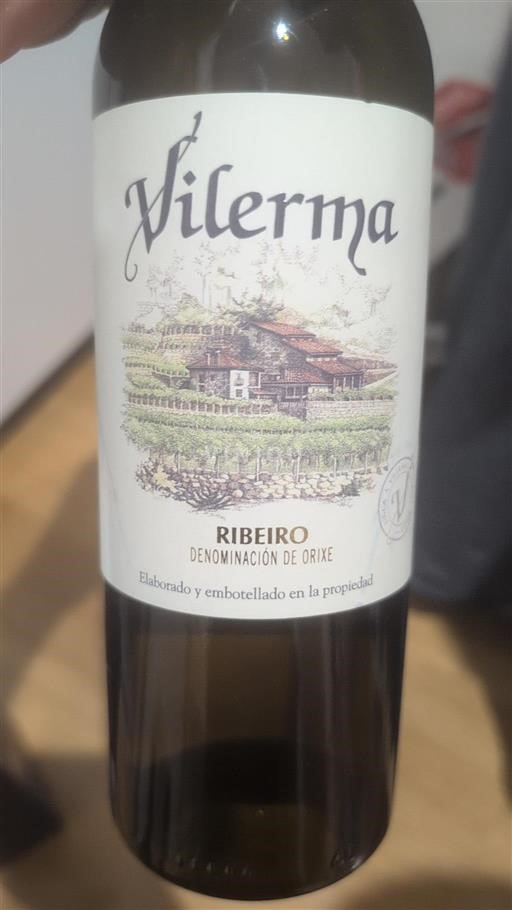 Vilerma
RIBEIRO
DENOMINACIÓN DE ORIXE
Elaborado y embotellado en la propiedad
V